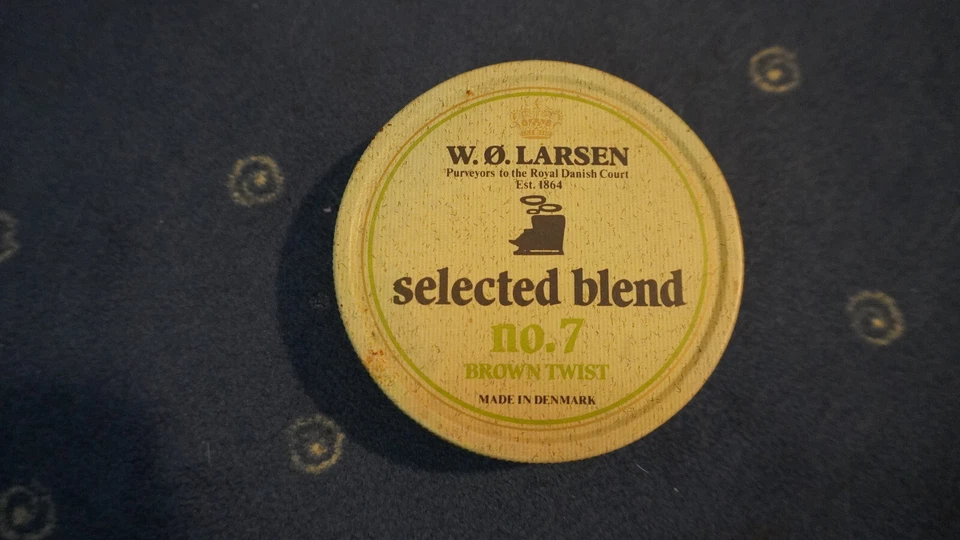 W. Ø. LARSEN
Purveyors to the Royal Danish Court
Est. 1864
selected blend
no. 7
BROWN TWIST
MADE IN DENMARK